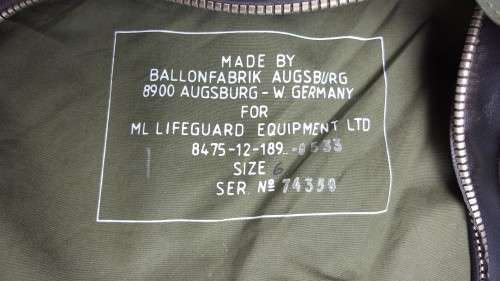 MADE BY
BALLONFABRIK AUGSBURG
8900 AUGSBURG - W. GERMANY
FOR
ML LIFEGUARD EQUIPMENT LTD
8475-12-189..-0533
SIZE 6
SER. Nº 74350